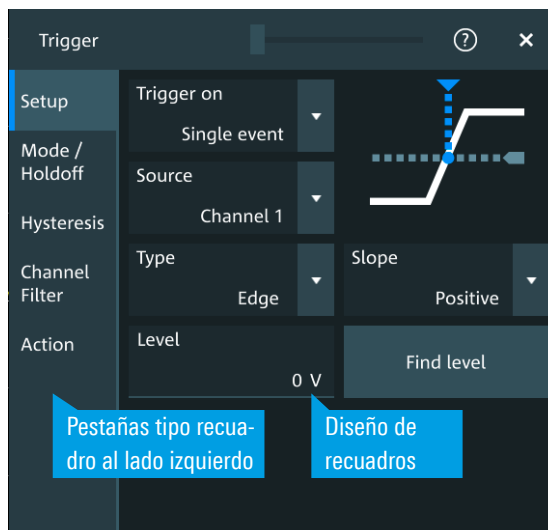 Trigger
?
×
Setup
Mode /
Holdoff
Hysteresis
Channel
Filter
Action
Trigger on
Single event
Source
Channel 1
Type
Edge
Slope
Positive
Level
0 V
Find level
Pestañas tipo recua-
dro al lado izquierdo
Diseño de
recuadros